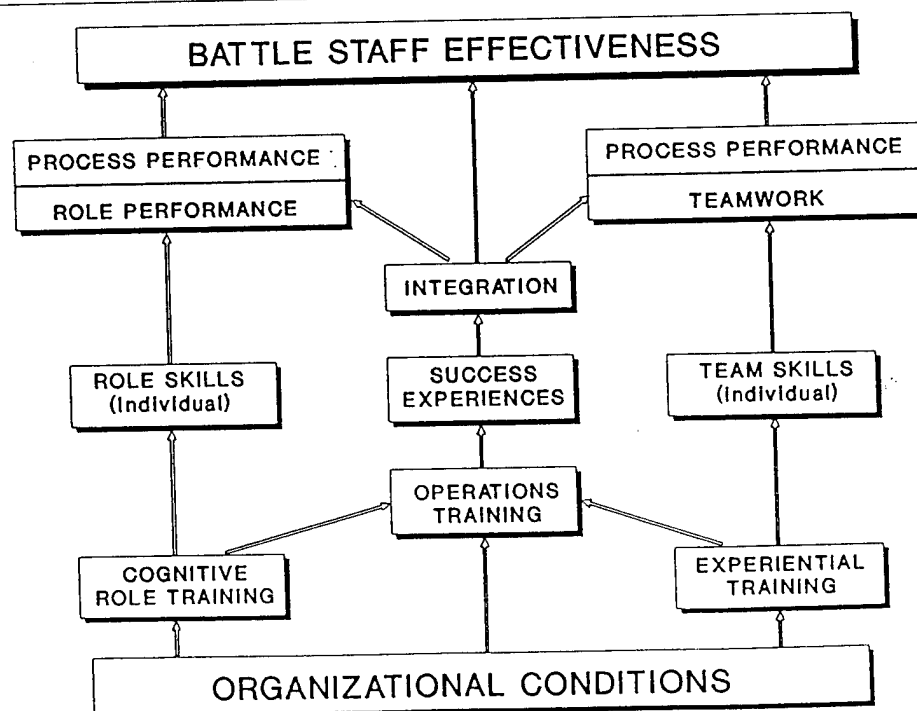 BATTLE STAFF EFFECTIVENESS
PROCESS PERFORMANCE
ROLE PERFORMANCE
PROCESS PERFORMANCE
TEAMWORK
INTEGRATION
ROLE SKILLS
(Individual)
SUCCESS
EXPERIENCES
TEAM SKILLS
(Individual)
OPERATIONS
TRAINING
COGNITIVE
ROLE TRAINING
EXPERIENTIAL
TRAINING
ORGANIZATIONAL CONDITIONS